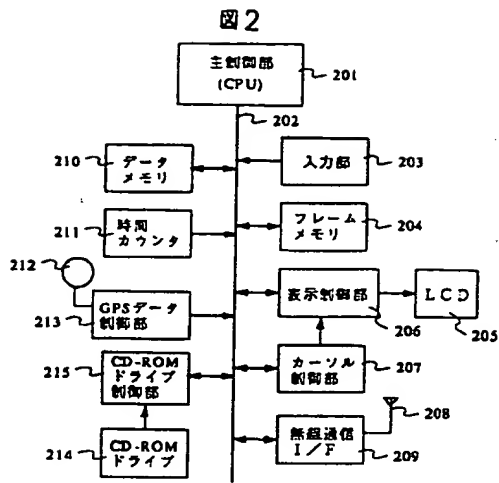 図2
主制御部
(CPU)
201
202
210
データ
メモリ
入力部
203
211
時間
カウンタ
フレーム
メモリ
204
212
213
GPSデータ
制御部
表示制御部
206
LCD
205
215
CD-ROM
ドライブ
制御部
カーソル
制御部
207
208
214
CD-ROM
ドライブ
無線通信
I/F
209